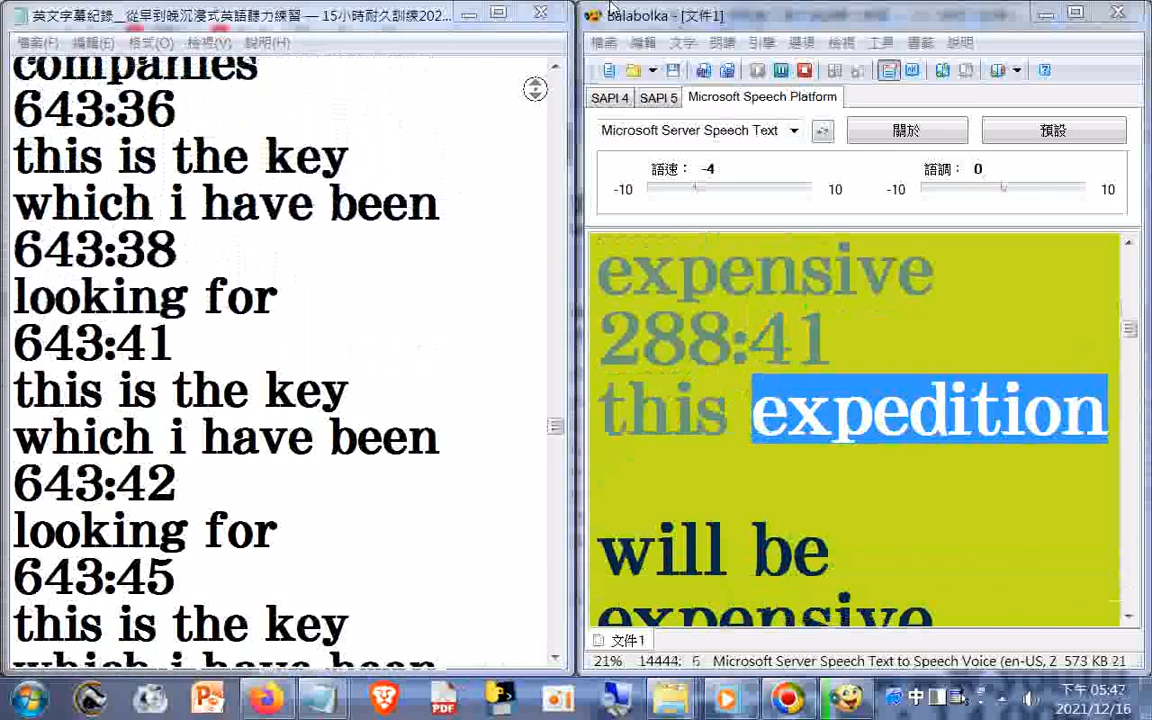 英文字幕紀錄__從早到晚沉浸式英語聽力練習 — 15小時耐久訓練202...
檔案(F) 編輯(E) 格式(O) 檢視(V) 說明(H)
companies
643:36
this is the key
which i have been
643:38
looking for
643:41
this is the key
which i have been
643:42
looking for
643:45
this is the key
which i have been
Balabolka - [文件1]
檔案 編輯 文字 朗讀 引擎 選項 檢視 工具 書籤 說明
SAPI 4 SAPI 5 Microsoft Speech Platform
Microsoft Server Speech Text 關於 預設
語速： -4 語調： 0
-10 10 -10 10
expensive
288:41
this expedition
will be
expensive
文件1
21% 14444: 6 Microsoft Server Speech Text to Speech Voice (en-US, Z 573 KB 21
PDF 中 下午 05:47
2021/12/16